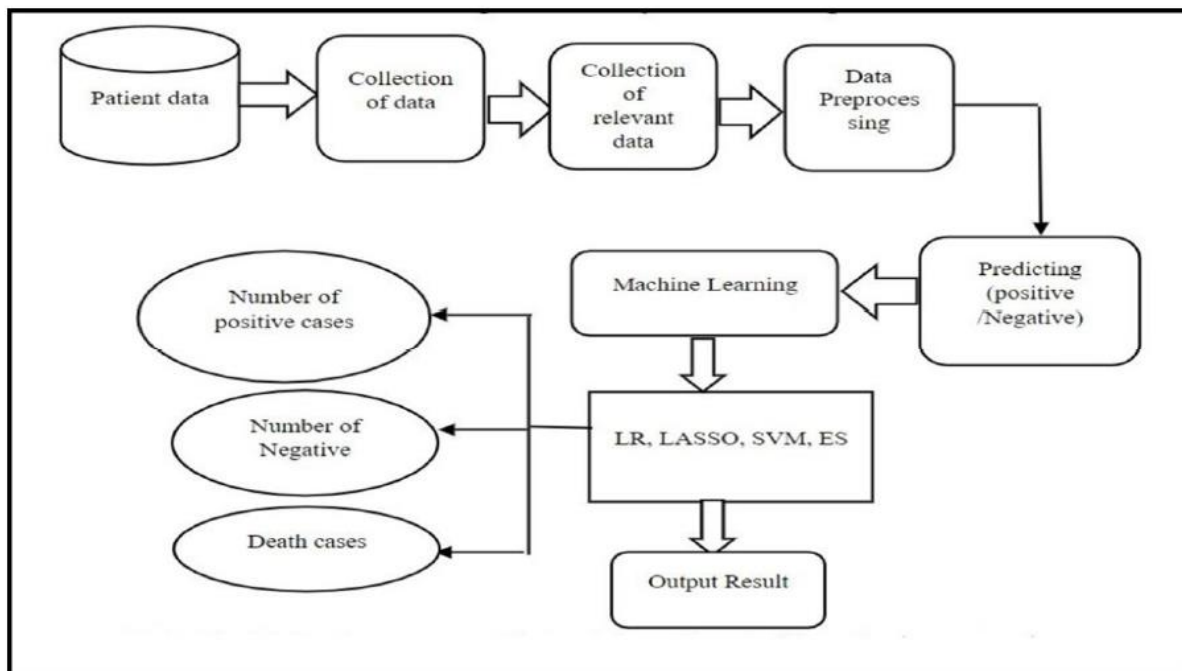 Patient data
Collection
of data
Collection
of
relevant
data
Data
Preproces
sing
Predicting
(positive
/Negative)
Machine Learning
LR, LASSO, SVM, ES
Output Result
Number of
positive cases
Number of
Negative
Death cases